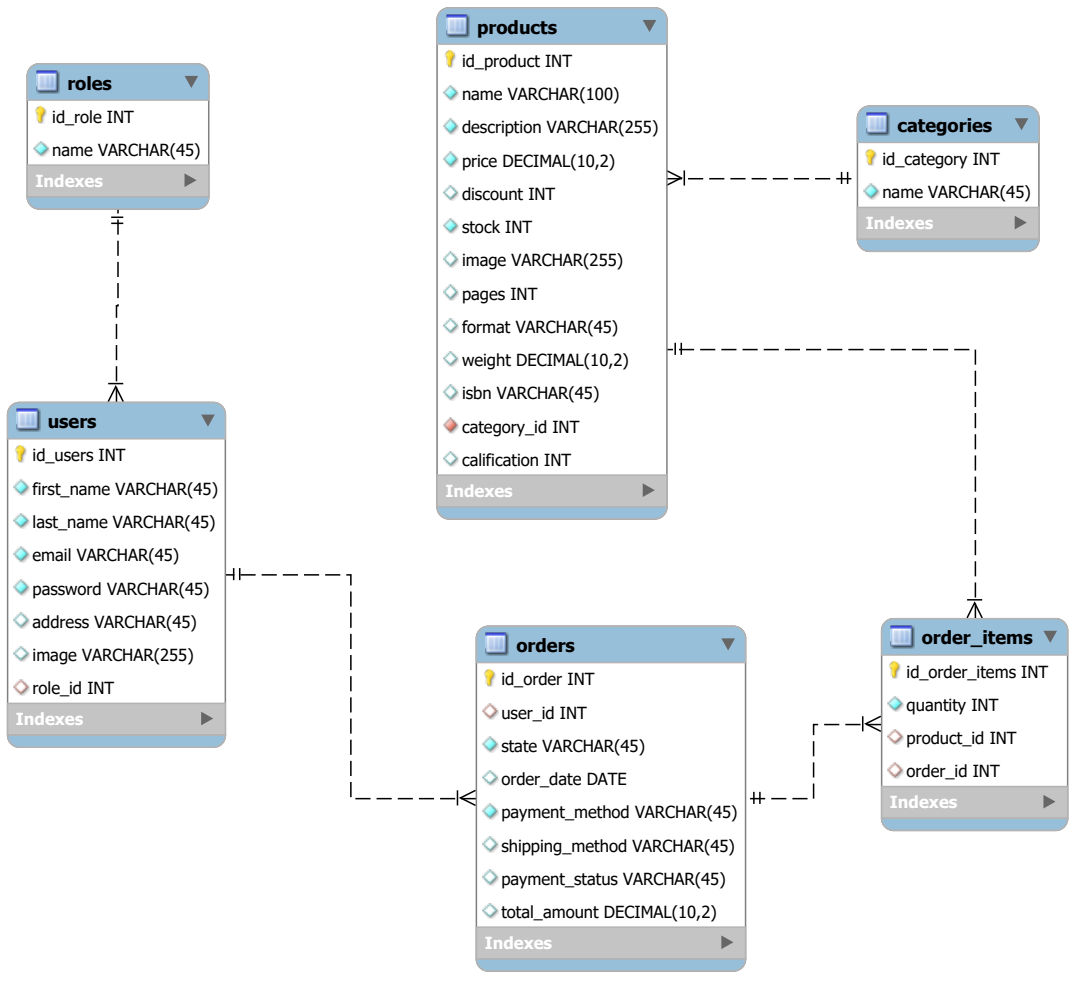 roles
id_role INT
name VARCHAR(45)
Indexes
users
id_users INT
first_name VARCHAR(45)
last_name VARCHAR(45)
email VARCHAR(45)
password VARCHAR(45)
address VARCHAR(45)
image VARCHAR(255)
role_id INT
Indexes
products
id_product INT
name VARCHAR(100)
description VARCHAR(255)
price DECIMAL(10,2)
discount INT
stock INT
image VARCHAR(255)
pages INT
format VARCHAR(45)
weight DECIMAL(10,2)
isbn VARCHAR(45)
category_id INT
calification INT
Indexes
categories
id_category INT
name VARCHAR(45)
Indexes
orders
id_order INT
user_id INT
state VARCHAR(45)
order_date DATE
payment_method VARCHAR(45)
shipping_method VARCHAR(45)
payment_status VARCHAR(45)
total_amount DECIMAL(10,2)
Indexes
order_items
id_order_items INT
quantity INT
product_id INT
order_id INT
Indexes